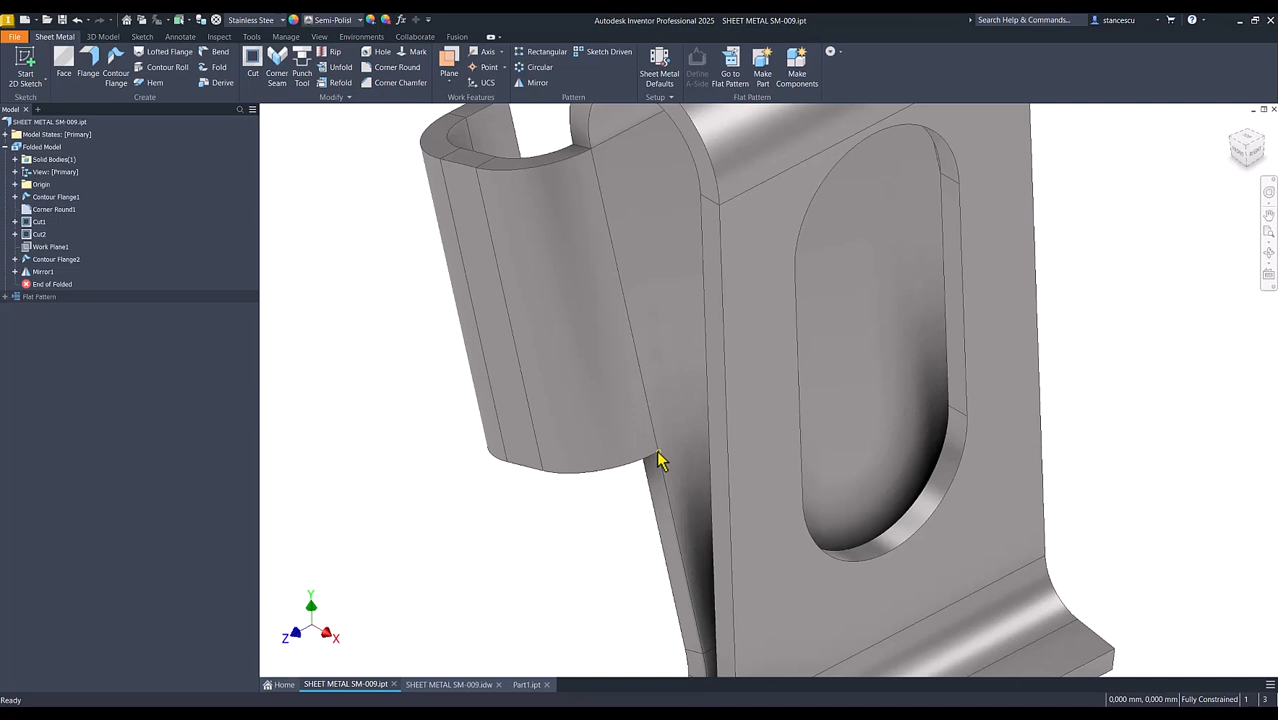 Stainless Stee
Semi-Polisl
Autodesk Inventor Professional 2025 SHEET METAL SM-009.ipt
Search Help & Commands...
stancescu
File
Sheet Metal
3D Model
Sketch
Annotate
Inspect
Tools
Manage
View
Environments
Collaborate
Fusion
Start
2D Sketch
Face
Flange
Contour
Flange
Lofted Flange
Contour Roll
Hem
Bend
Fold
Derive
Cut
Corner
Seam
Punch
Tool
Rip
Unfold
Refold
Hole
Mark
Corner Round
Corner Chamfer
Plane
Axis
Point
UCS
Rectangular
Sketch Driven
Circular
Mirror
Sheet Metal
Defaults
Define
A-Side
Go to
Flat Pattern
Make
Part
Make
Components
Sketch
Create
Modify
Work Features
Pattern
Setup
Flat Pattern
Model
SHEET METAL SM-009.ipt
Model States: [Primary]
Folded Model
Solid Bodies(1)
View: [Primary]
Origin
Contour Flange1
Corner Round1
Cut1
Cut2
Work Plane1
Contour Flange2
Mirror1
End of Folded
Flat Pattern
Y
Z
X
Home
SHEET METAL SM-009.ipt
SHEET METAL SM-009.idw
Part1.ipt
Ready
0,000 mm, 0,000 mm
Fully Constrained
1
3